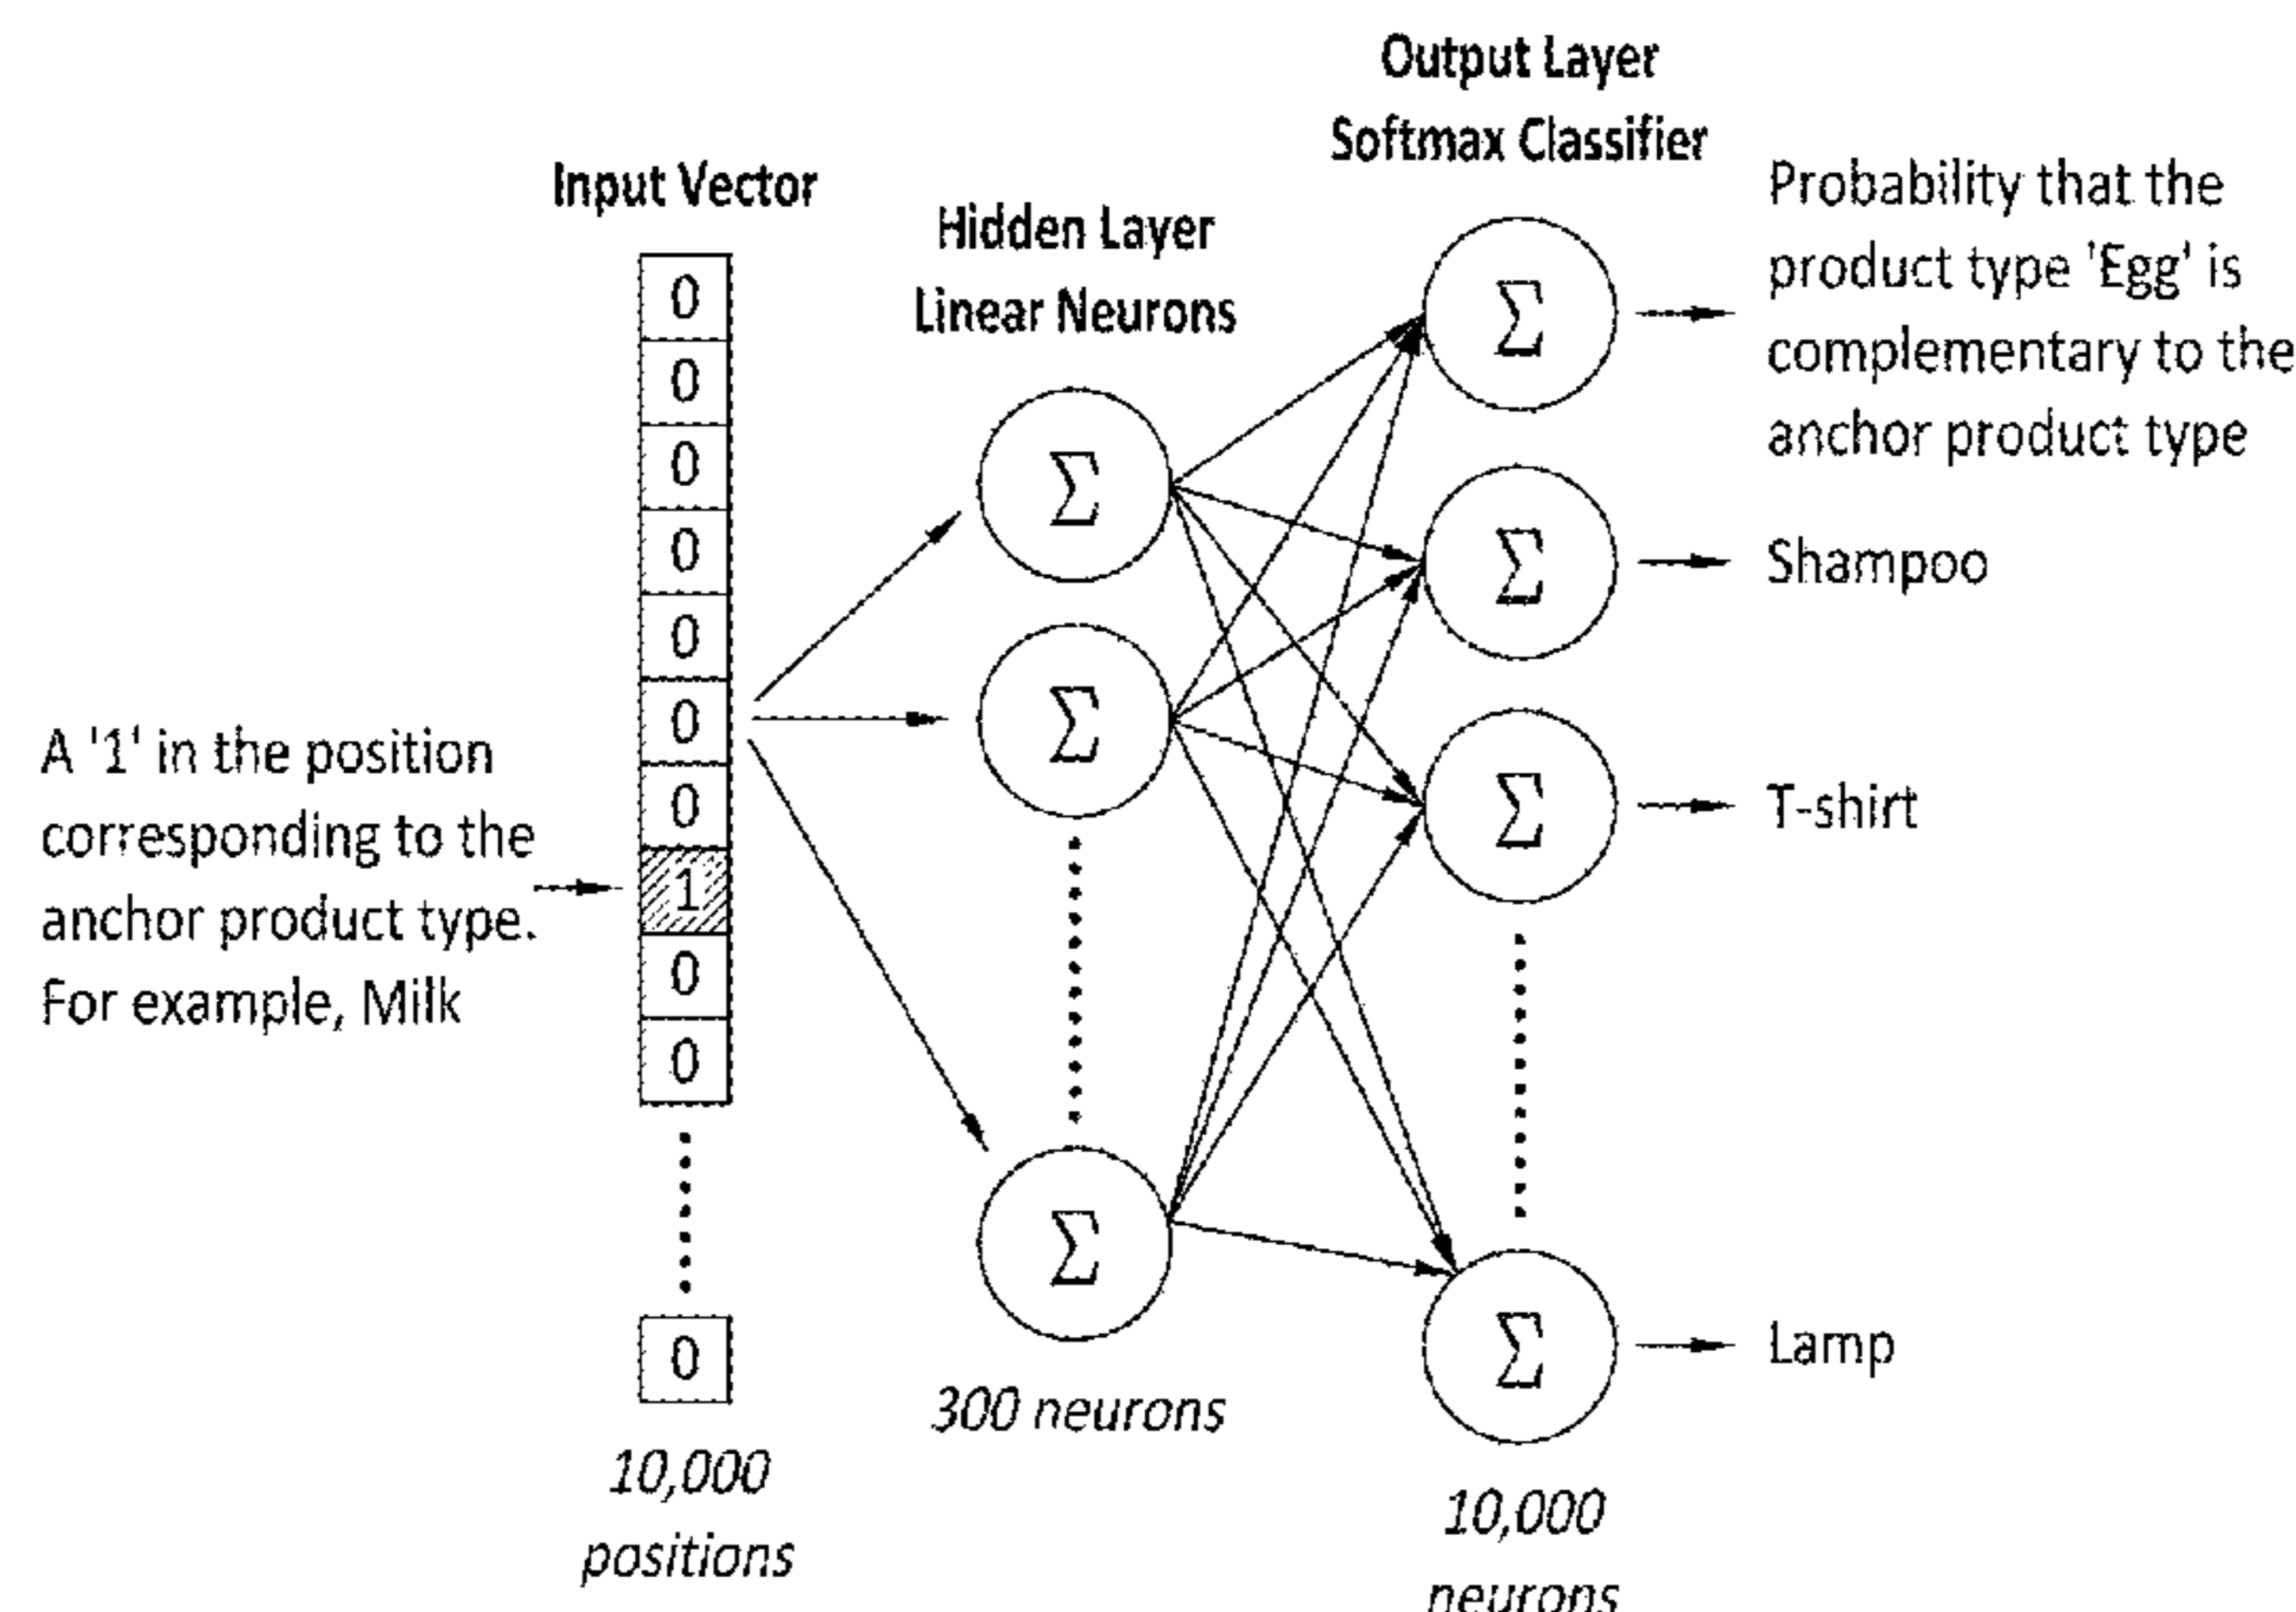 Output Layer
Softmax Classifier
Input Vector
Hidden Layer
Linear Neurons
Probability that the
product type 'Egg' is
complementary to the
anchor product type
Shampoo
T-shirt
Lamp
A '1' in the position
corresponding to the
anchor product type.
For example, Milk
0
0
0
0
0
0
0
1
0
0
0
Σ
Σ
Σ
Σ
Σ
Σ
Σ
300 neurons
10,000
positions
10,000
neurons